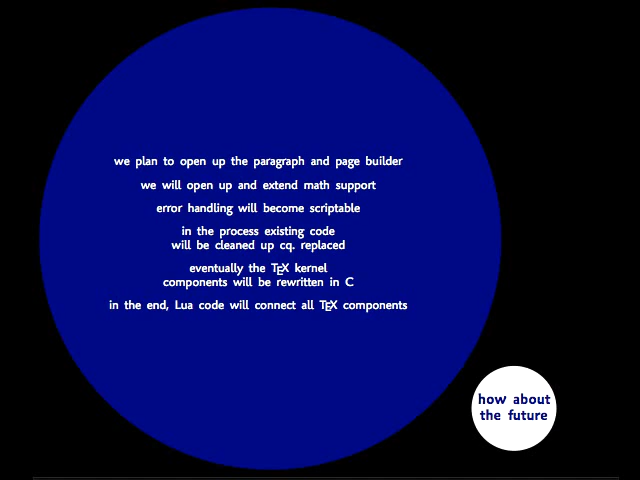 we plan to open up the paragraph and page builder
we will open up and extend math support
error handling will become scriptable
in the process existing code
will be cleaned up cq. replaced
eventually the TEX kernel
components will be rewritten in C
in the end, Lua code will connect all TEX components
how about
the future